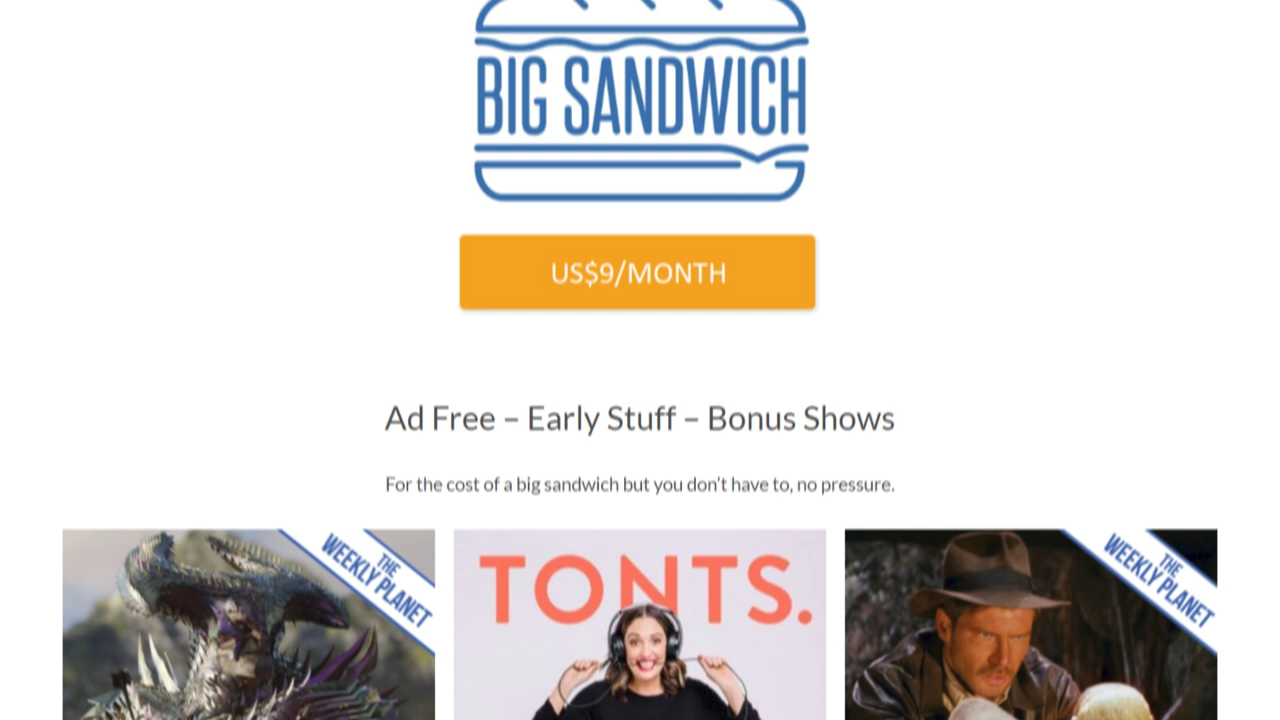 BIG SANDWICH
US$9/MONTH
Ad Free – Early Stuff – Bonus Shows
For the cost of a big sandwich but you don't have to, no pressure.
THE
WEEKLY PLANET
TONTS.
THE
WEEKLY PLANET